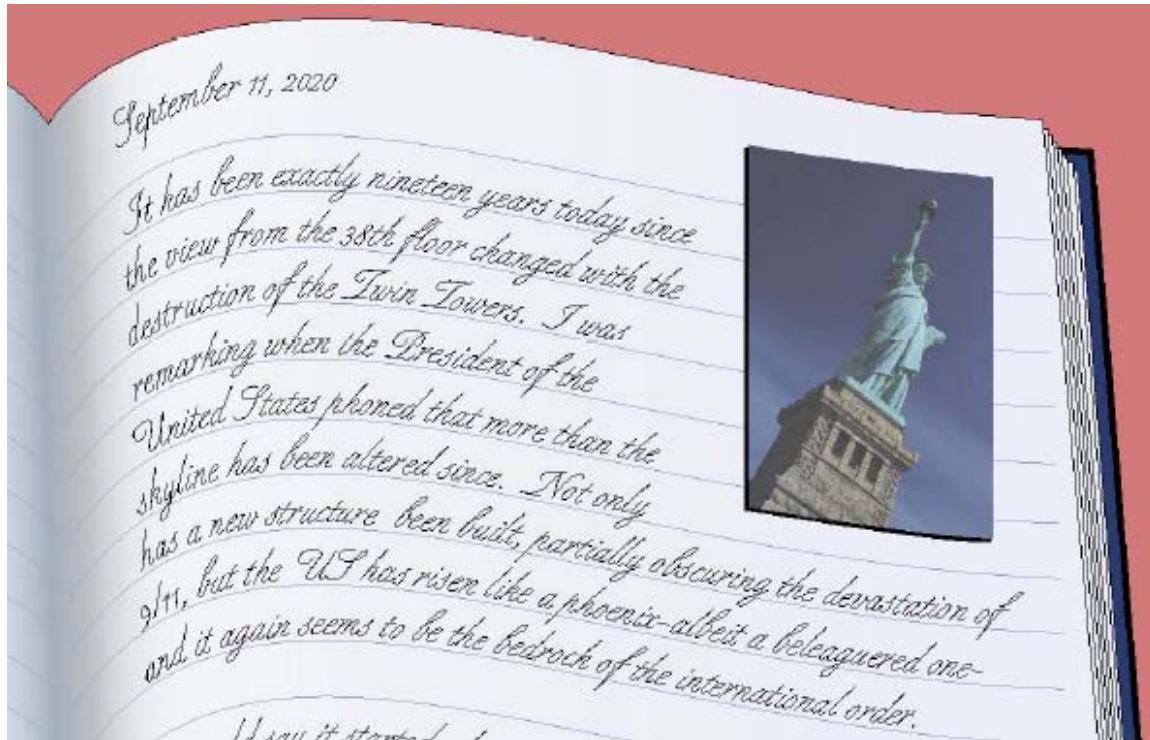 September 11, 2020
It has been exactly nineteen years today since
the view from the 38th floor changed with the
destruction of the Twin Towers. I was
remarking when the President of the
United States phoned that more than the
skyline has been altered since. Not only
has a new structure been built, partially obscuring the devastation of
9/11, but the US has risen like a phoenix-albeit a beleaguered one-
and it again seems to be the bedrock of the international order.
say it started